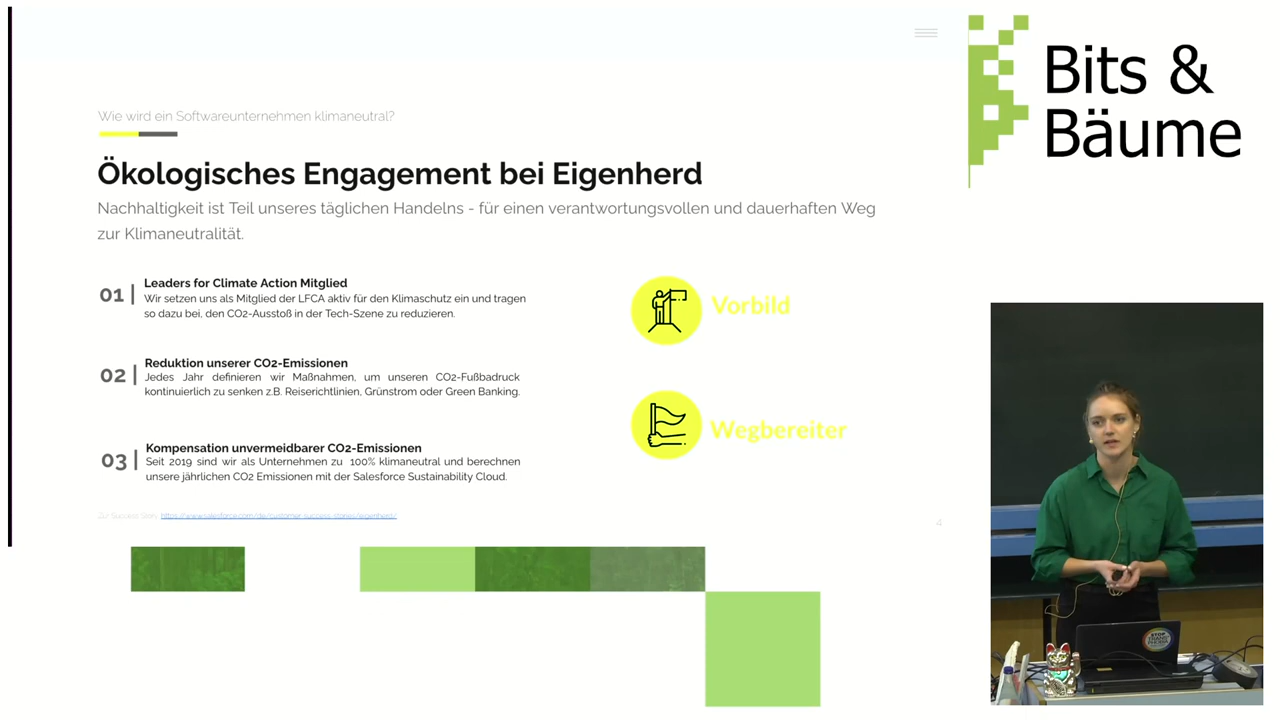 Wie wird ein Softwareunternehmen klimaneutral?
Ökologisches Engagement bei Eigenherd
Nachhaltigkeit ist Teil unseres täglichen Handelns - für einen verantwortungsvollen und dauerhaften Weg
zur Klimaneutralität.
01
Leaders for Climate Action Mitglied
Wir setzen uns als Mitglied der LFCA aktiv für den Klimaschutz ein und tragen
so dazu bei, den CO2-Ausstoß in der Tech-Szene zu reduzieren.
02
Reduktion unserer CO2-Emissionen
Jedes Jahr definieren wir Maßnahmen, um unseren CO2-Fußbadruck
kontinuierlich zu senken z.B. Reiserichtlinien, Grünstrom oder Green Banking.
03
Kompensation unvermeidbarer CO2-Emissionen
Seit 2019 sind wir als Unternehmen zu 100% klimaneutral und berechnen
unsere jährlichen CO2 Emissionen mit der Salesforce Sustainability Cloud.
Zur Success Story: https://www.salesforce.com/de/customer-success-stories/eigenherd/
Vorbild
Wegbereiter
4
Bits &
Bäume
STOP